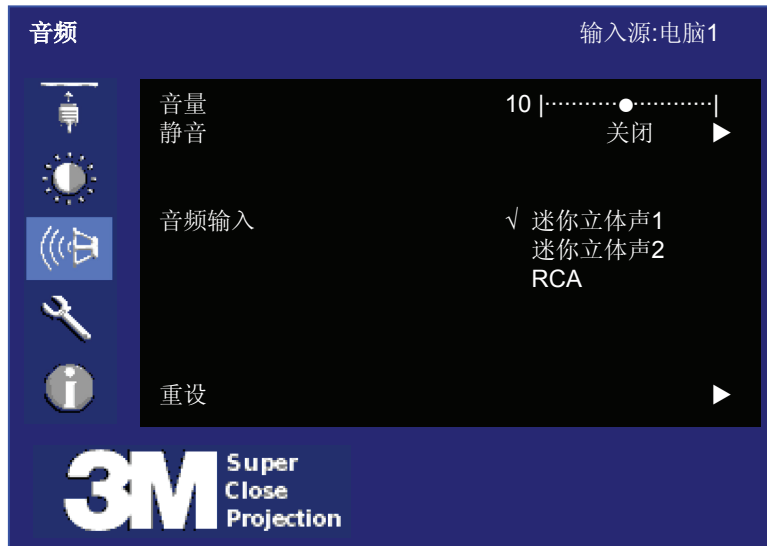 音频
输入源:电脑1
音量 10 |···········●············|
静音 关闭 ▶
音频输入 √ 迷你立体声1
迷你立体声2
RCA
重设 ▶
3M Super
Close
Projection